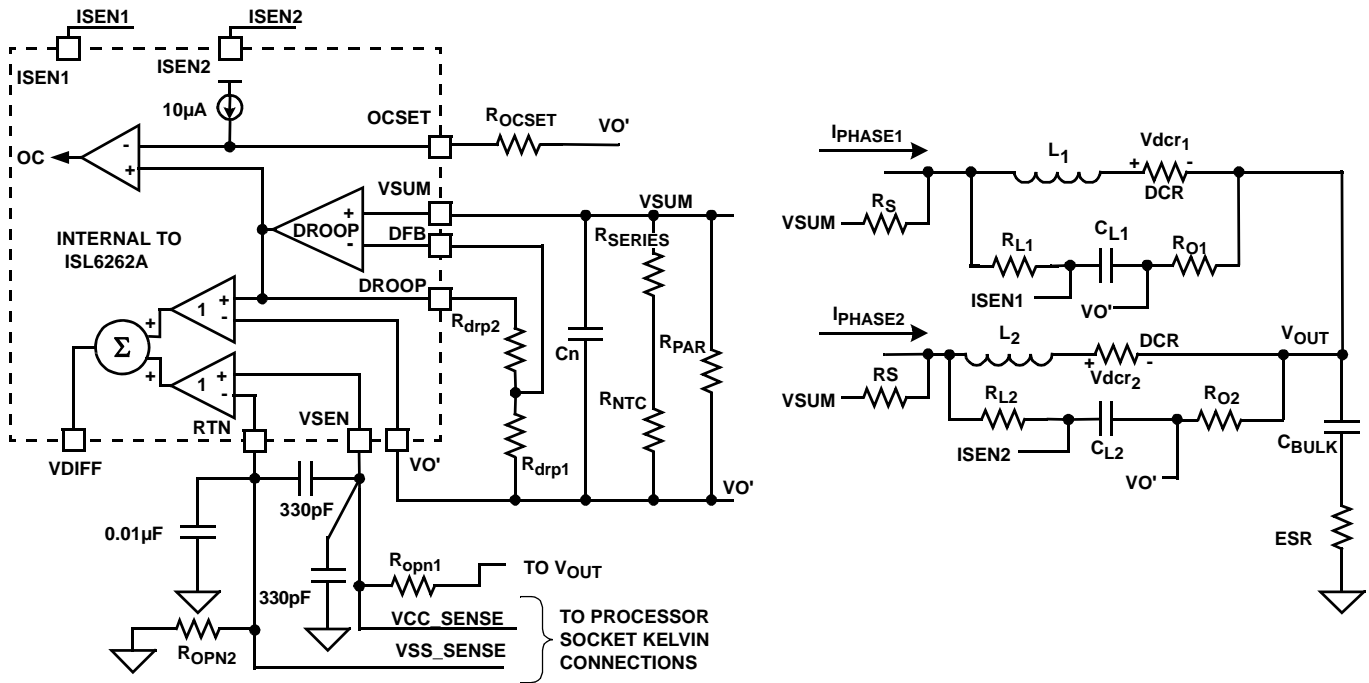 ISEN1
ISEN2
ISEN1
ISEN2
10µA
OCSET
ROCSET
VO'
OC
-
+
VSUM
VSUM
INTERNAL TO
ISL6262A
DROOP
+
-
DFB
DROOP
RSERIES
Rdrp2
Cn
RPAR
RNTC
Rdrp1
1
+
-
Σ
+
+
1
+
-
RTN
VSEN
VDIFF
VO'
VO'
330pF
0.01µF
330pF
Ropn1
TO VOUT
ROPN2
VCC_SENSE
VSS_SENSE
TO PROCESSOR
SOCKET KELVIN
CONNECTIONS
IPHASE1
L1
Vdcr1
+
-
DCR
RS
VSUM
RL1
CL1
RO1
ISEN1
VO'
IPHASE2
L2
DCR
+
-
Vdcr2
VOUT
RS
VSUM
RL2
CL2
RO2
ISEN2
VO'
CBULK
ESR